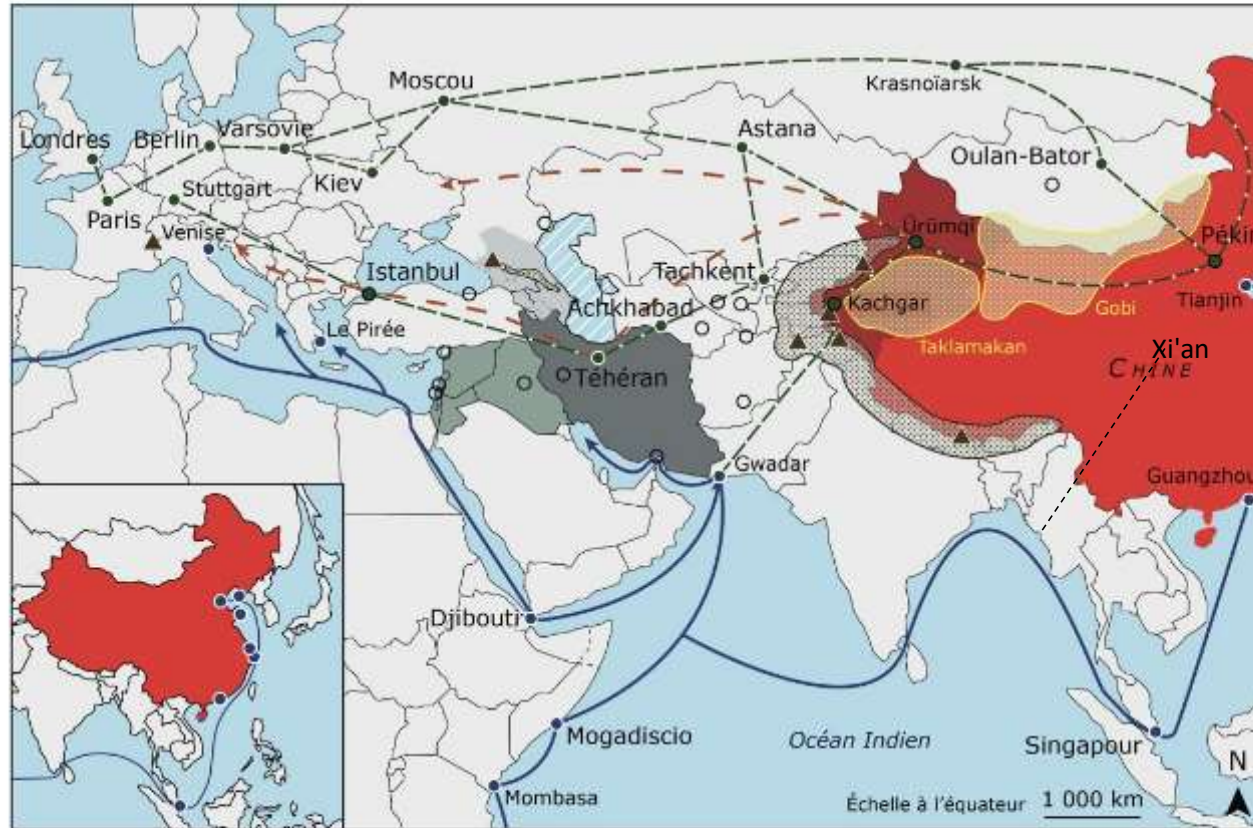 Moscou
Krasnoïarsk
Londres
Berlin
Varsovie
Astana
Oulan-Bator
Kiev
Stuttgart
Paris
Venise
Ürümqi
Pékin
Istanbul
Tachkent
Achkhabad
Kachgar
Gobi
Tianjin
Le Pirée
Taklamakan
Xi'an
CHINE
Téhéran
Gwadar
Guangzhou
Djibouti
Mogadiscio
Océan Indien
Singapour
N
Mombasa
Échelle à l'équateur 1 000 km